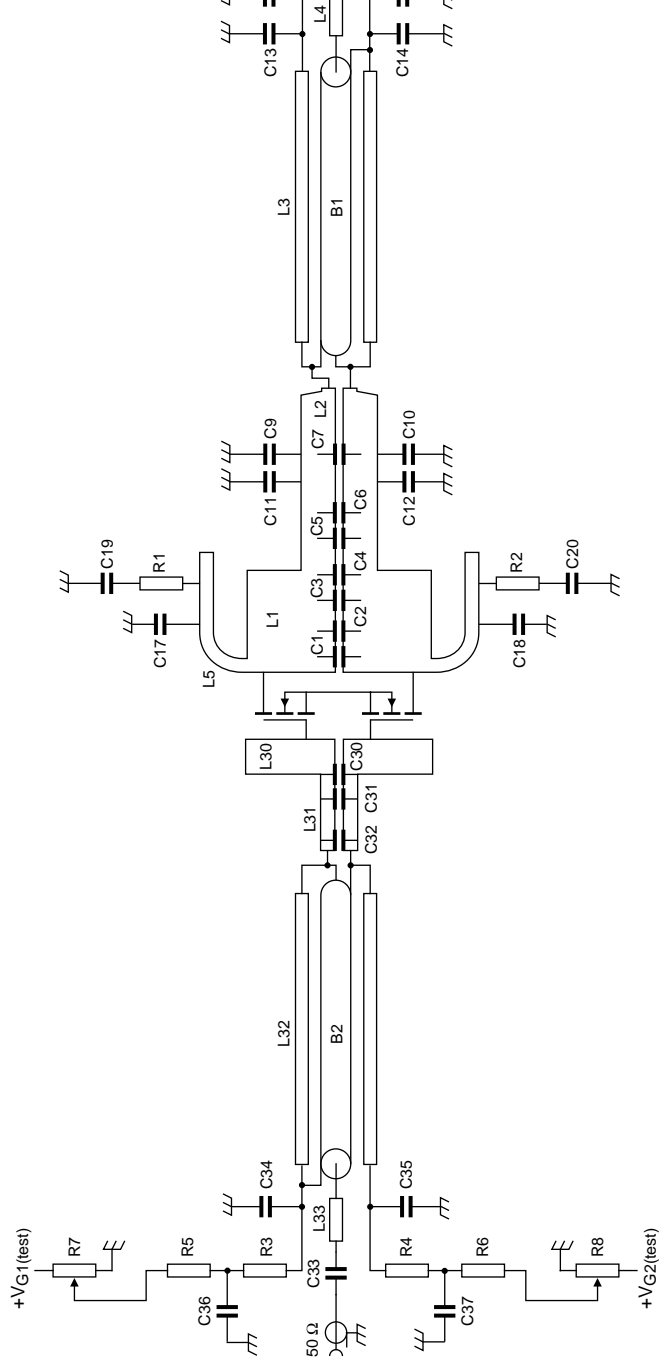 L4
C13
C14
L3
B1
L2
C7
C9
C10
C11
C12
C5
C6
C19
R1
C3
C4
R2
C20
L1
C17
C1
C2
C18
L5
L30
C30
L31
C31
C32
L32
B2
C34
C35
L33
+VG1(test)
R7
R5
R3
C33
R4
R6
R8
+VG2(test)
C36
C37
50 Ω